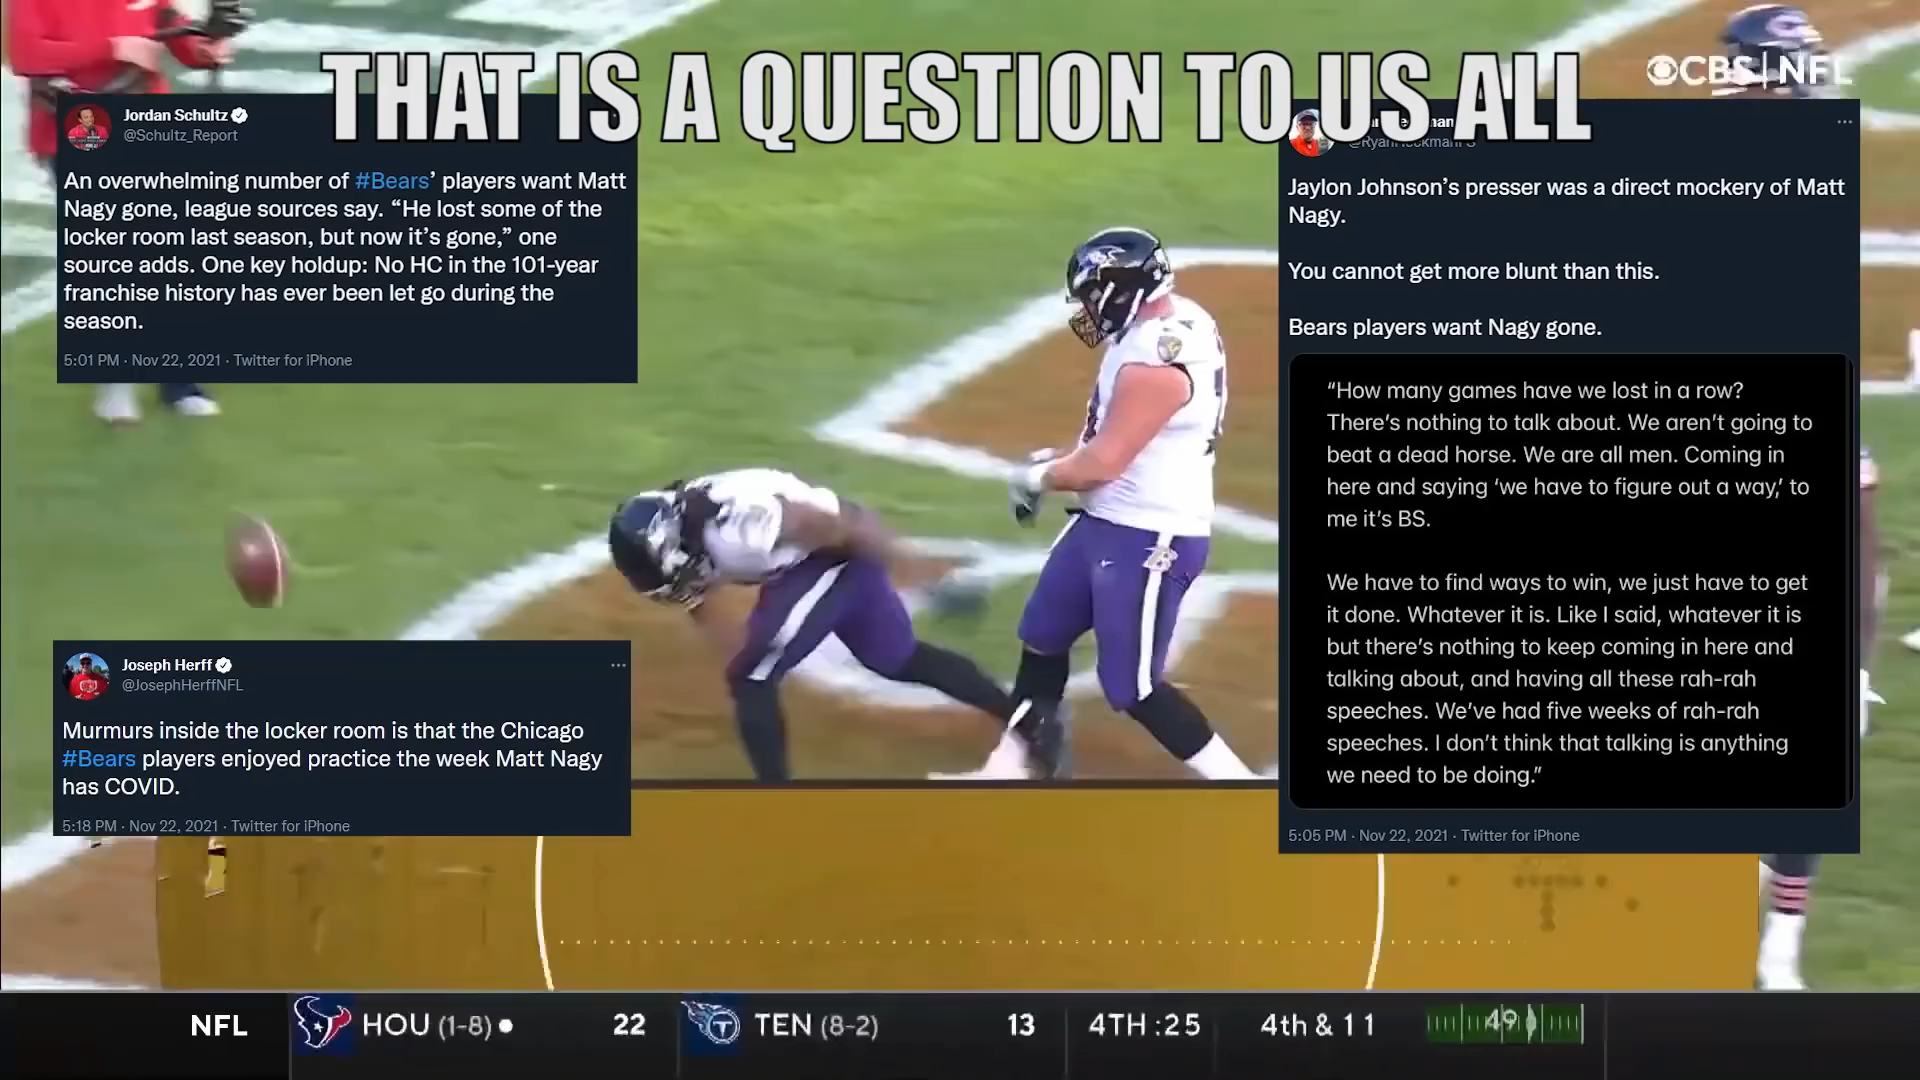 THAT IS A QUESTION TO US ALL
CBS | NFL
Jordan Schultz
@Schultz_Report
An overwhelming number of #Bears’ players want Matt
Nagy gone, league sources say. “He lost some of the
locker room last season, but now it’s gone,” one
source adds. One key holdup: No HC in the 101-year
franchise history has ever been let go during the
season.
5:01 PM · Nov 22, 2021 · Twitter for iPhone
Jaylon Johnson’s presser was a direct mockery of Matt
Nagy.
You cannot get more blunt than this.
Bears players want Nagy gone.
“How many games have we lost in a row?
There’s nothing to talk about. We aren’t going to
beat a dead horse. We are all men. Coming in
here and saying ‘we have to figure out a way,’ to
me it’s BS.
We have to find ways to win, we just have to get
it done. Whatever it is. Like I said, whatever it is
but there’s nothing to keep coming in here and
talking about, and having all these rah-rah
speeches. We’ve had five weeks of rah-rah
speeches. I don’t think that talking is anything
we need to be doing.”
5:05 PM · Nov 22, 2021 · Twitter for iPhone
Joseph Herff
@JosephHerffNFL
Murmurs inside the locker room is that the Chicago
#Bears players enjoyed practice the week Matt Nagy
has COVID.
5:18 PM · Nov 22, 2021 · Twitter for iPhone
NFL HOU (1-8) 22 TEN (8-2) 13 4TH :25 4th & 11 49